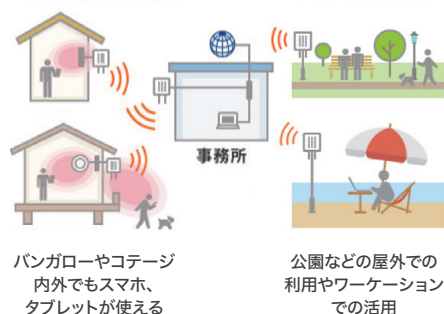 事務所
バンガローやコテージ
内外でもスマホ、
タブレットが使える
公園などの屋外での
利用やワーケーション
での活用